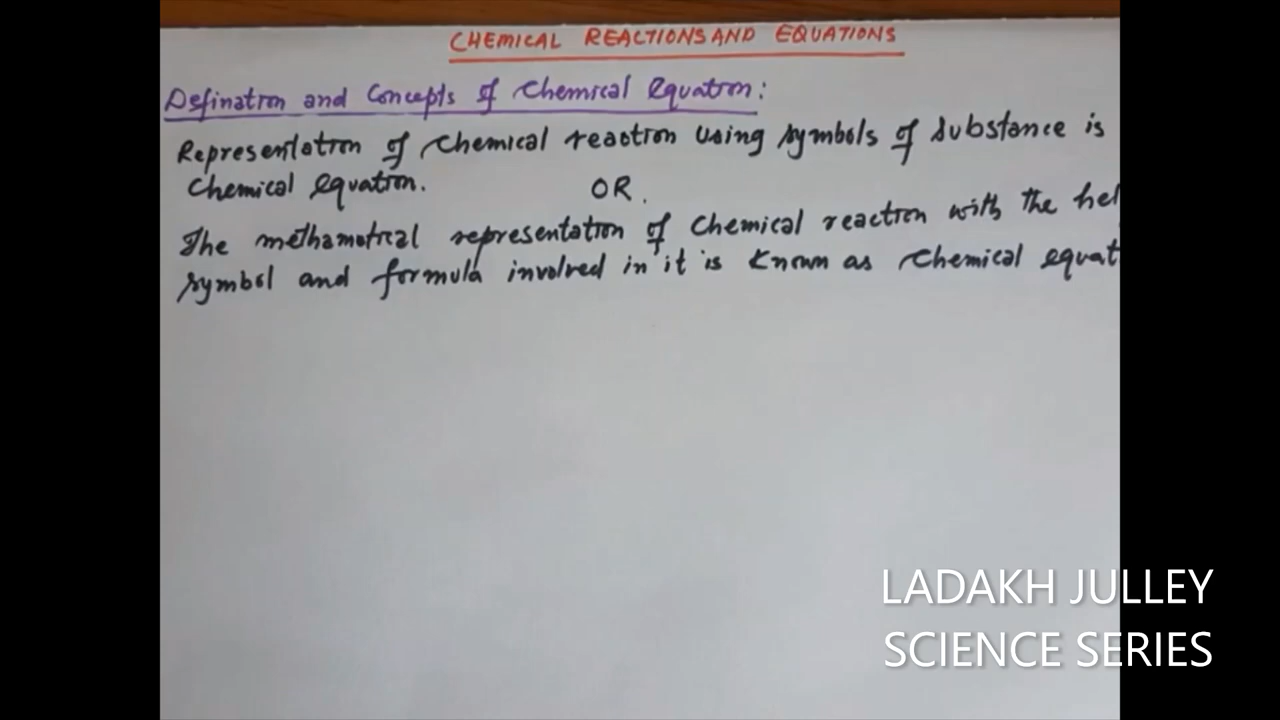 CHEMICAL REACTIONS AND EQUATIONS
Defination and Concepts of Chemical Equation:
Representation of Chemical reaction using symbols of substance is
Chemical equation.
OR.
The methamatical representation of Chemical reaction with the hel
symbol and formula involved in it is known as Chemical equat
LADAKH JULLEY
SCIENCE SERIES